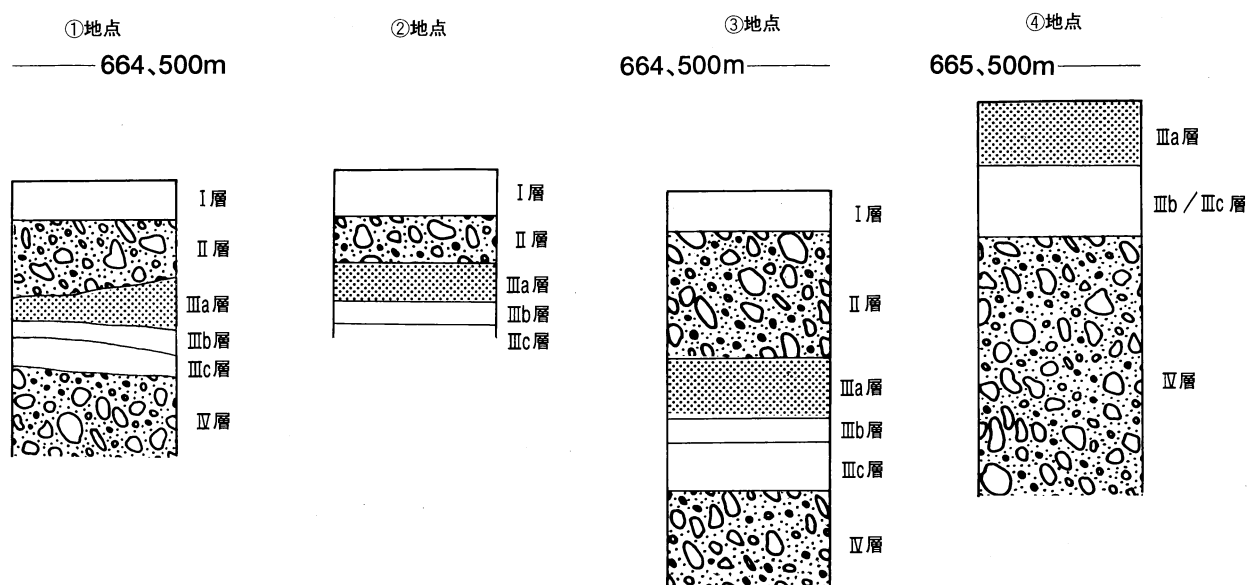 ①地点
664、500m
Ⅰ層
Ⅱ層
Ⅲa層
Ⅲb層
Ⅲc層
Ⅳ層
②地点
Ⅰ層
Ⅱ層
Ⅲa層
Ⅲb層
Ⅲc層
③地点
664、500m
Ⅰ層
Ⅱ層
Ⅲa層
Ⅲb層
Ⅲc層
Ⅳ層
④地点
665、500m
Ⅲa層
Ⅲb／Ⅲc層
Ⅳ層